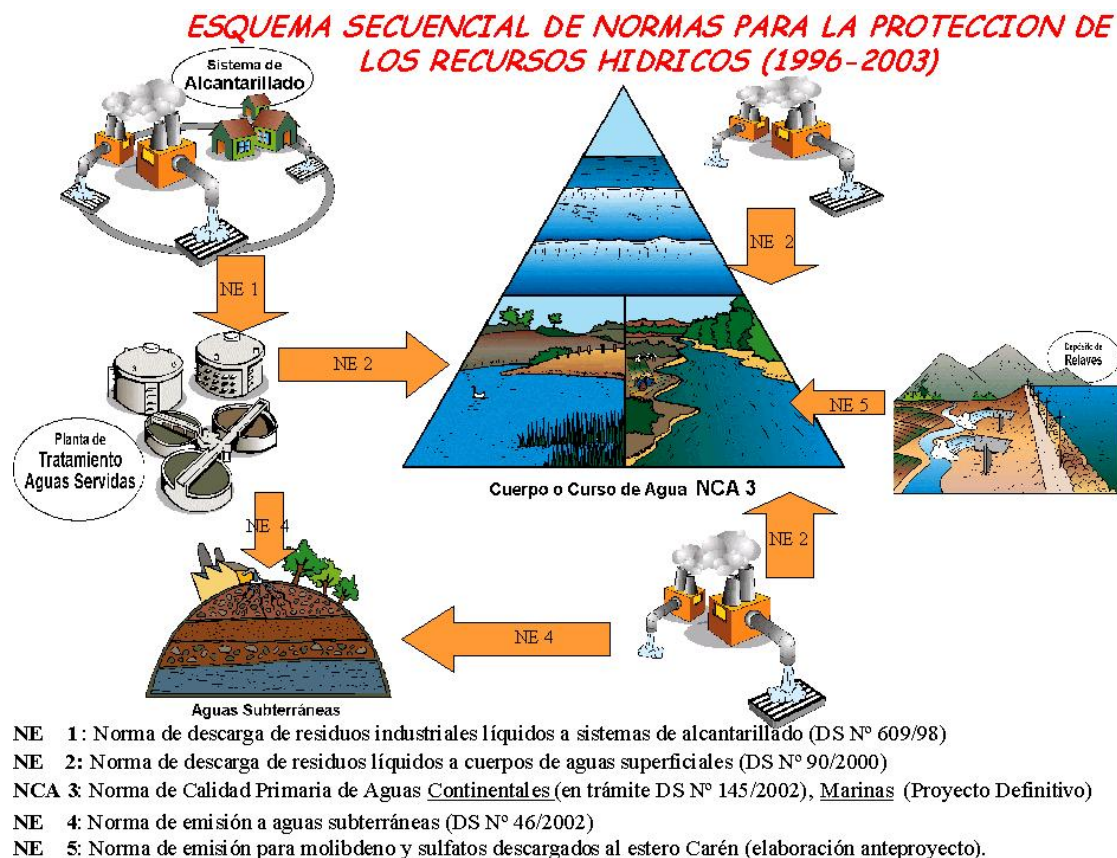 ESQUEMA SECUENCIAL DE NORMAS PARA LA PROTECCION DE
LOS RECURSOS HIDRICOS (1996-2003)
Sistema de
Alcantarillado
NE 2
NE 1
NE 2
Depósito de
Relaves
NE 5
Planta de
Tratamiento
Aguas Servidas
Cuerpo o Curso de Agua NCA 3
NE 4
NE 2
NE 4
Aguas Subterráneas
NE 1: Norma de descarga de residuos industriales líquidos a sistemas de alcantarillado (DS Nº 609/98)
NE 2: Norma de descarga de residuos líquidos a cuerpos de aguas superficiales (DS Nº 90/2000)
NCA 3: Norma de Calidad Primaria de Aguas Continentales (en trámite DS Nº 145/2002), Marinas (Proyecto Definitivo)
NE 4: Norma de emisión a aguas subterráneas (DS Nº 46/2002)
NE 5: Norma de emisión para molibdeno y sulfatos descargados al estero Carén (elaboración anteproyecto).